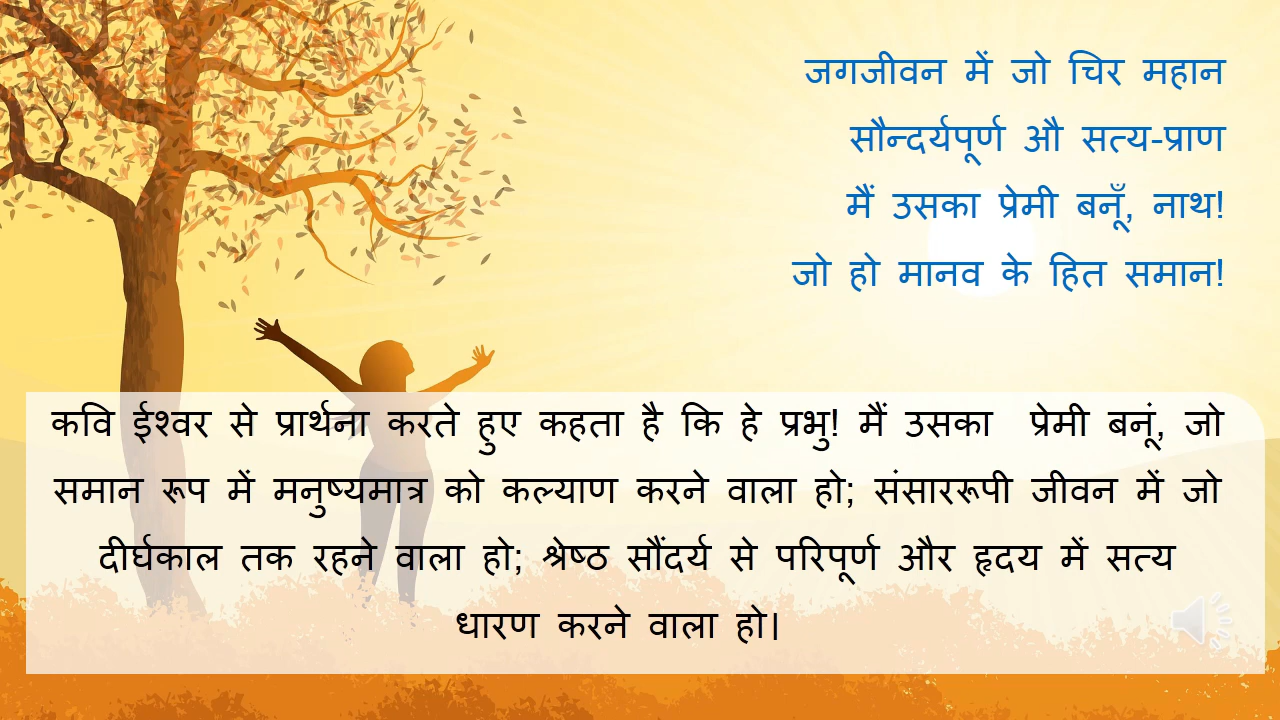 जगजीवन में जो चिर महान
सौन्दर्यपूर्ण औ सत्य-प्राण
मैं उसका प्रेमी बनूँ, नाथ!
जो हो मानव के हित समान!
कवि ईश्वर से प्रार्थना करते हुए कहता है कि हे प्रभु! मैं उसका प्रेमी बनूं, जो
समान रूप में मनुष्यमात्र को कल्याण करने वाला हो; संसाररूपी जीवन में जो
दीर्घकाल तक रहने वाला हो; श्रेष्ठ सौंदर्य से परिपूर्ण और हृदय में सत्य
धारण करने वाला हो।